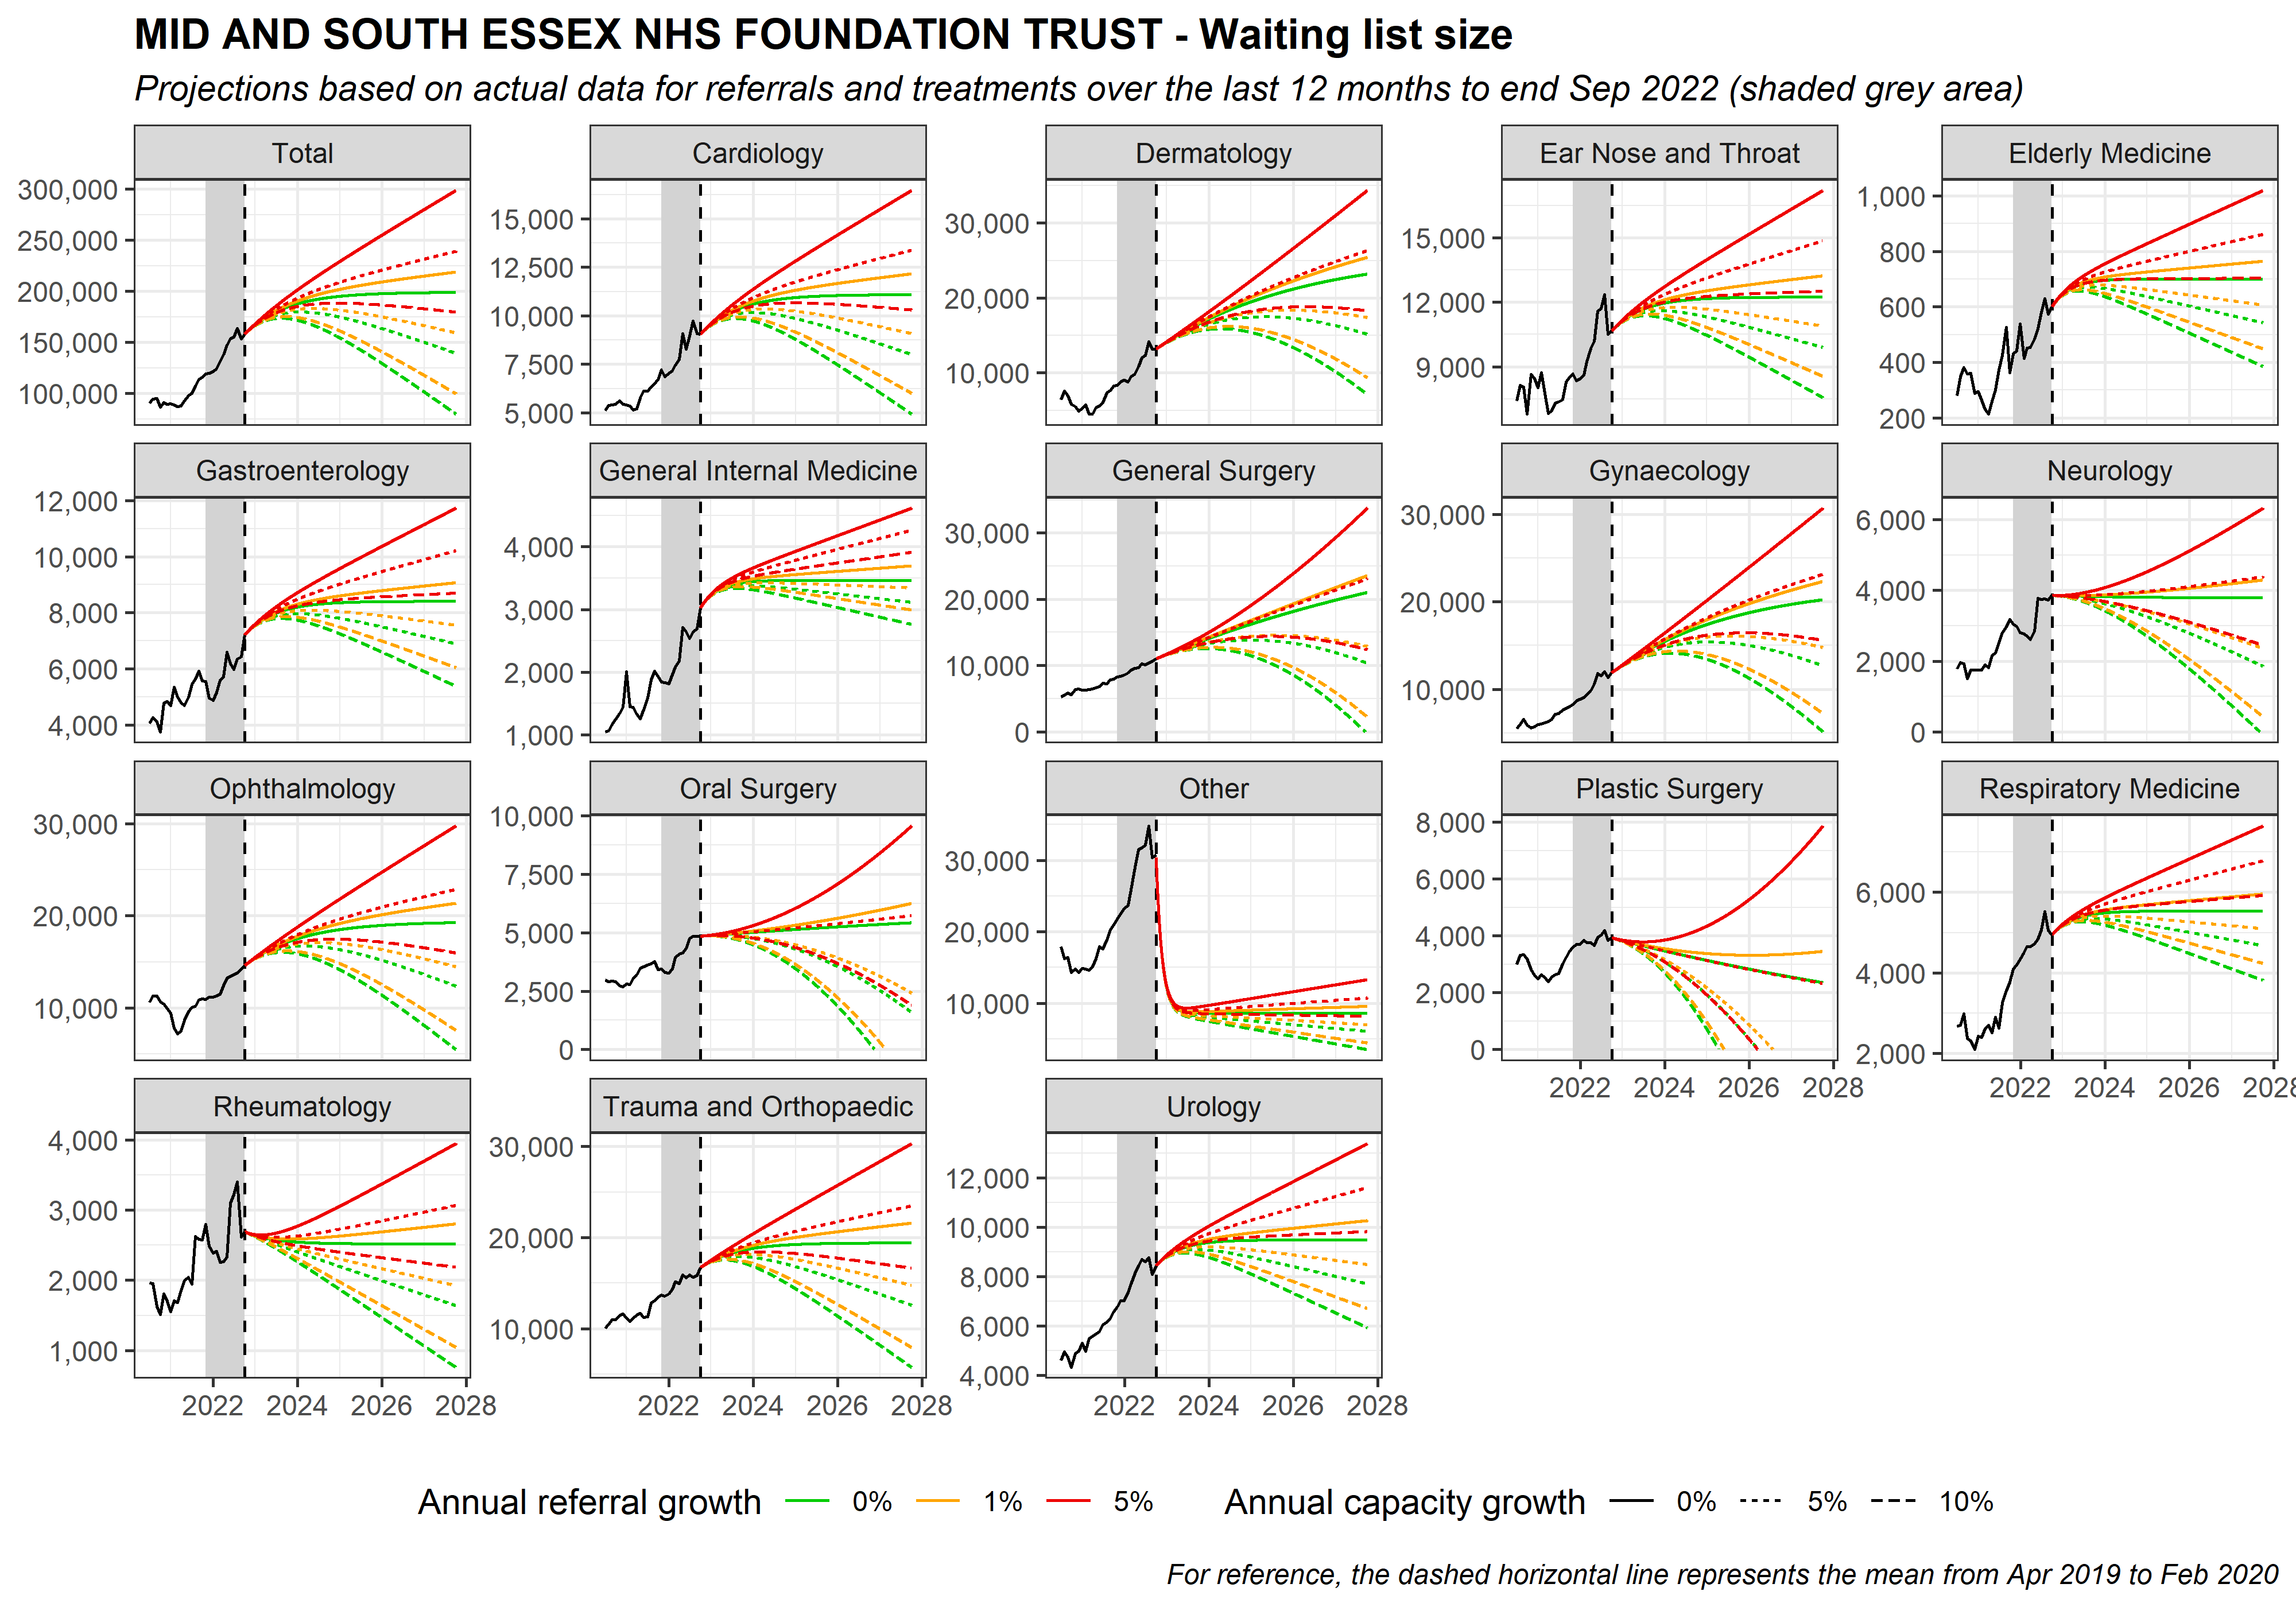 MID AND SOUTH ESSEX NHS FOUNDATION TRUST - Waiting list size
Projections based on actual data for referrals and treatments over the last 12 months to end Sep 2022 (shaded grey area)
Total
300,000
250,000
200,000
150,000
100,000
Cardiology
15,000
12,500
10,000
7,500
5,000
Dermatology
30,000
20,000
10,000
Ear Nose and Throat
15,000
12,000
9,000
Elderly Medicine
1,000
800
600
400
200
Gastroenterology
12,000
10,000
8,000
6,000
4,000
General Internal Medicine
4,000
3,000
2,000
1,000
General Surgery
30,000
20,000
10,000
0
Gynaecology
30,000
20,000
10,000
Neurology
6,000
4,000
2,000
0
Ophthalmology
30,000
20,000
10,000
Oral Surgery
10,000
7,500
5,000
2,500
0
Other
30,000
20,000
10,000
Plastic Surgery
8,000
6,000
4,000
2,000
0
2022 2024 2026 2028
Respiratory Medicine
6,000
4,000
2,000
2022 2024 2026 2028
Rheumatology
4,000
3,000
2,000
1,000
2022 2024 2026 2028
Trauma and Orthopaedic
30,000
20,000
10,000
2022 2024 2026 2028
Urology
12,000
10,000
8,000
6,000
4,000
2022 2024 2026 2028
Annual referral growth 0% 1% 5% Annual capacity growth 0% 5% 10%
For reference, the dashed horizontal line represents the mean from Apr 2019 to Feb 2020